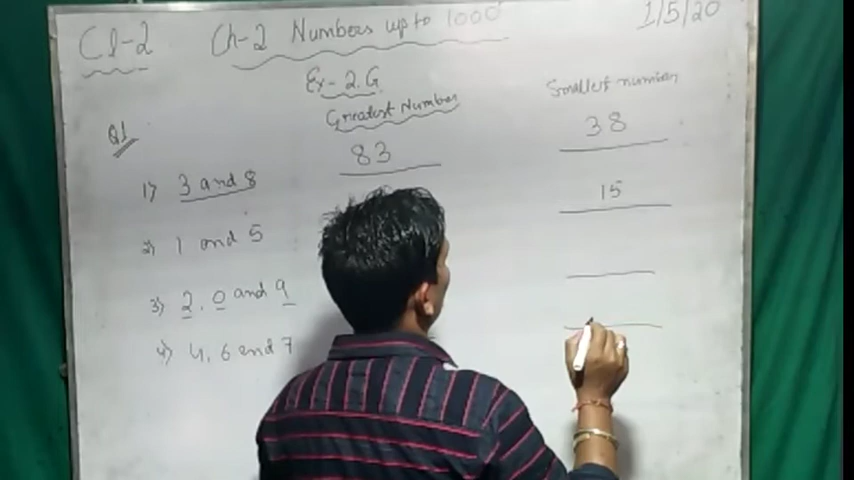 Cl-2 Ch-2 Numbers up to 1000 1/5/20
Ex- 2.G
Q1 Greatest Number Smallest number
1) 3 and 8 83 38
2) 1 and 5 15
3) 2, 0 and 9
4) 4, 6 and 7